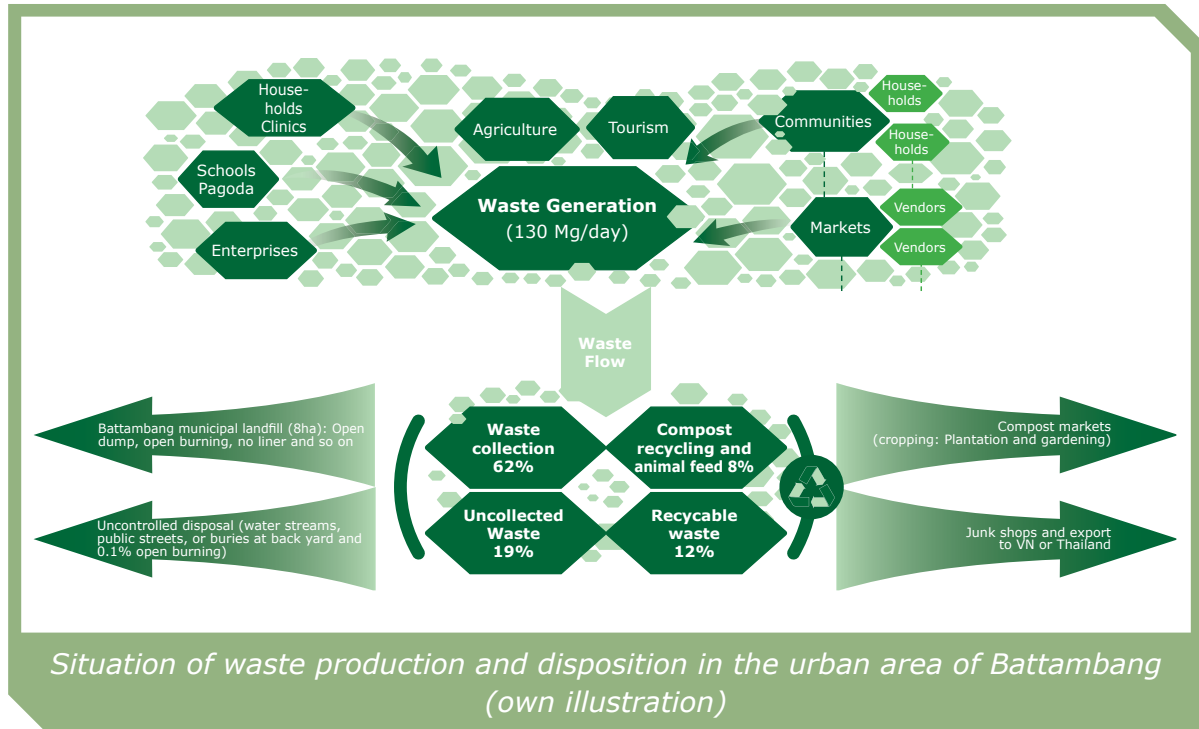 House-
holds
Clinics
Agriculture
Tourism
Communities
House-
holds
House-
holds
Schools
Pagoda
Waste Generation
(130 Mg/day)
Enterprises
Markets
Vendors
Vendors
Waste
Flow
Battambang municipal landfill (8ha): Open
dump, open burning, no liner and so on
Waste
collection
62%
Compost
recycling and
animal feed 8%
Compost markets
(cropping: Plantation and gardening)
Uncontrolled disposal (water streams,
public streets, or buries at back yard and
0.1% open burning)
Uncollected
Waste
19%
Recycable
waste
12%
Junk shops and export
to VN or Thailand
Situation of waste production and disposition in the urban area of Battambang
(own illustration)